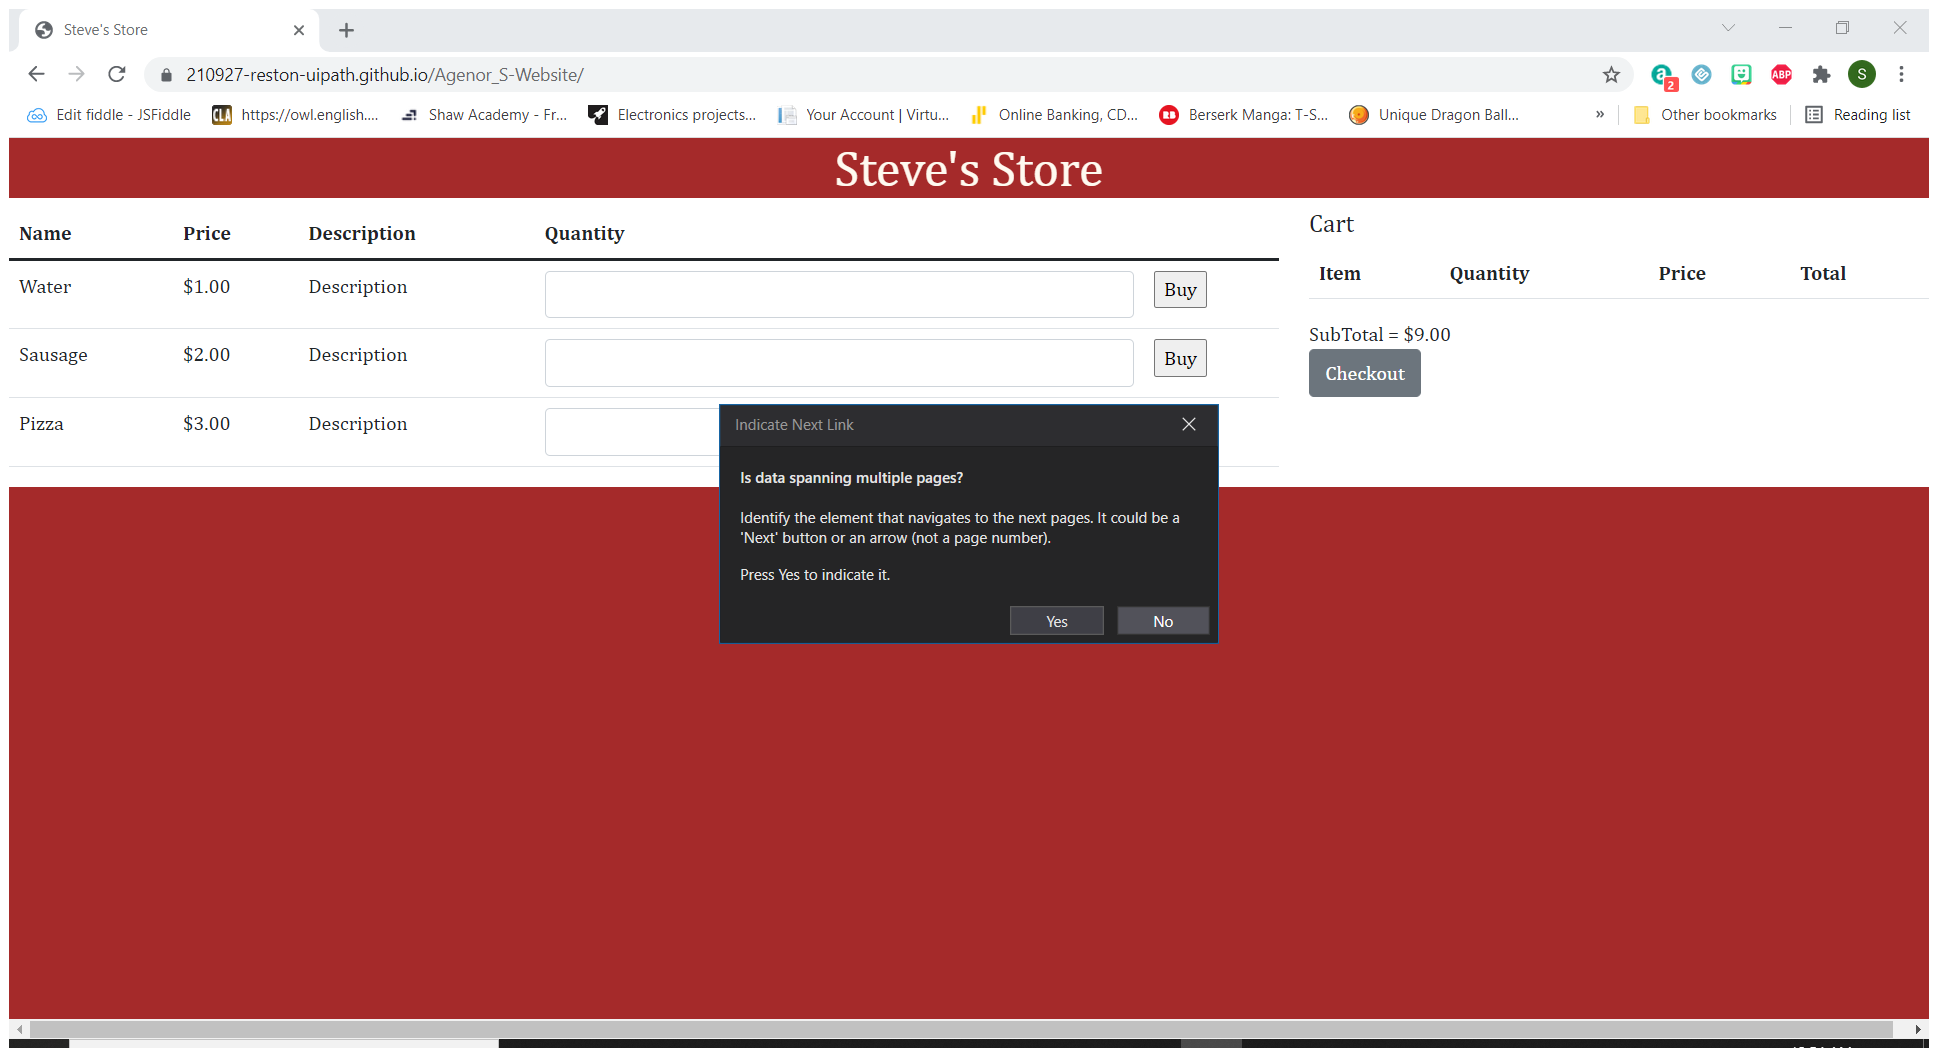 Steve's Store
210927-reston-uipath.github.io/Agenor_S-Website/
2
ABP
S
Edit fiddle - JSFiddle
CLA
https://owl.english....
Shaw Academy - Fr...
Electronics projects...
Your Account | Virtu...
RB
Online Banking, CD...
Berserk Manga: T-S...
Unique Dragon Ball...
»
Other bookmarks
Reading list
Steve's Store
Name Price Description Quantity
Water $1.00 Description Buy
Sausage $2.00 Description Buy
Pizza $3.00 Description
Cart
Item Quantity Price Total
SubTotal = $9.00
Checkout
Indicate Next Link
Is data spanning multiple pages?
Identify the element that navigates to the next pages. It could be a
'Next' button or an arrow (not a page number).
Press Yes to indicate it.
Yes No